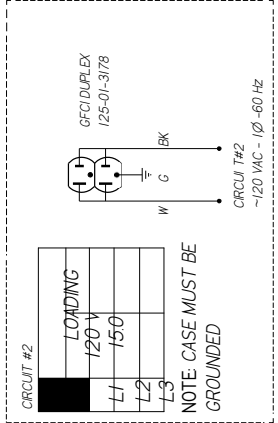 CIRCUIT #2
LOADING
120 V
L1 15.0
L2
L3
NOTE: CASE MUST BE
GROUNDED
GFCI DUPLEX
125-01-3178
W G BK
CIRCUI T#2
~120 VAC - 1Ø -60 Hz